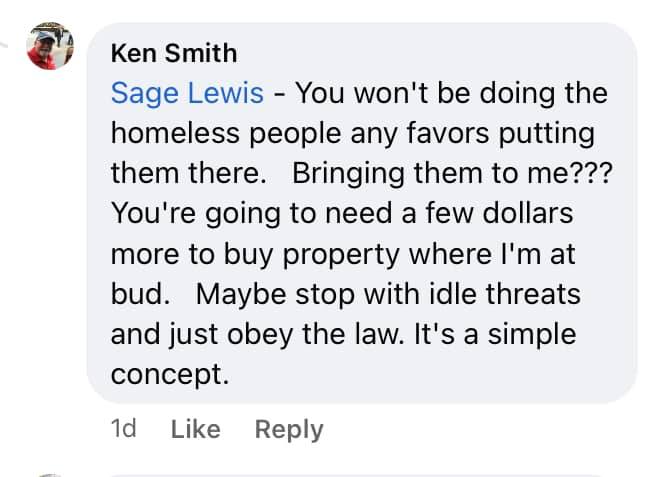 Ken Smith
Sage Lewis - You won't be doing the
homeless people any favors putting
them there.   Bringing them to me???
You're going to need a few dollars
more to buy property where I'm at
bud.   Maybe stop with idle threats
and just obey the law. It's a simple
concept.
1d Like Reply